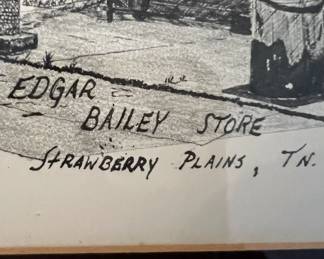 EDGAR
BAILEY STORE
STRAWBERRY PLAINS, TN.